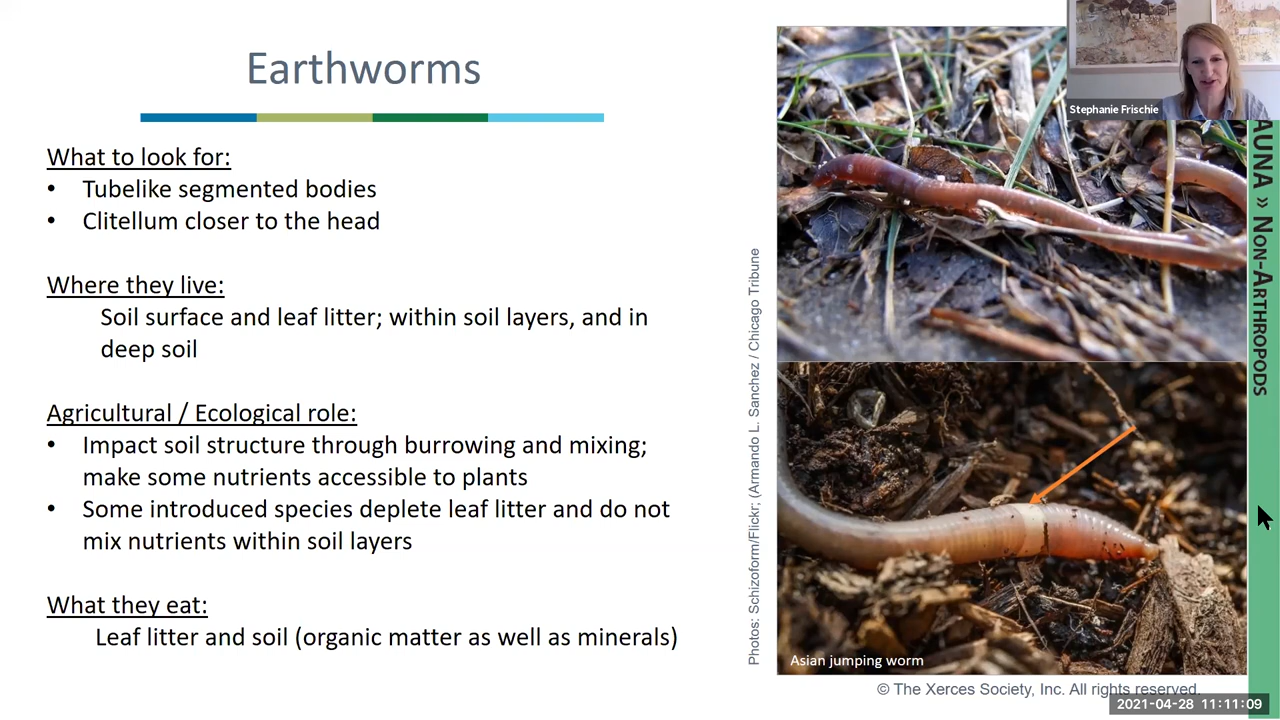 Earthworms
What to look for:
• Tubelike segmented bodies
• Clitellum closer to the head
Where they live:
Soil surface and leaf litter; within soil layers, and in
deep soil
Agricultural / Ecological role:
• Impact soil structure through burrowing and mixing;
make some nutrients accessible to plants
• Some introduced species deplete leaf litter and do not
mix nutrients within soil layers
What they eat:
Leaf litter and soil (organic matter as well as minerals)
Photos: Schizoform/Flickr; (Armando L. Sanchez / Chicago Tribune
Asian jumping worm
© The Xerces Society, Inc. All rights reserved.
Stephanie Frischie
AUNA » NON-ARTHROPODS
2021-04-28 11:11:09